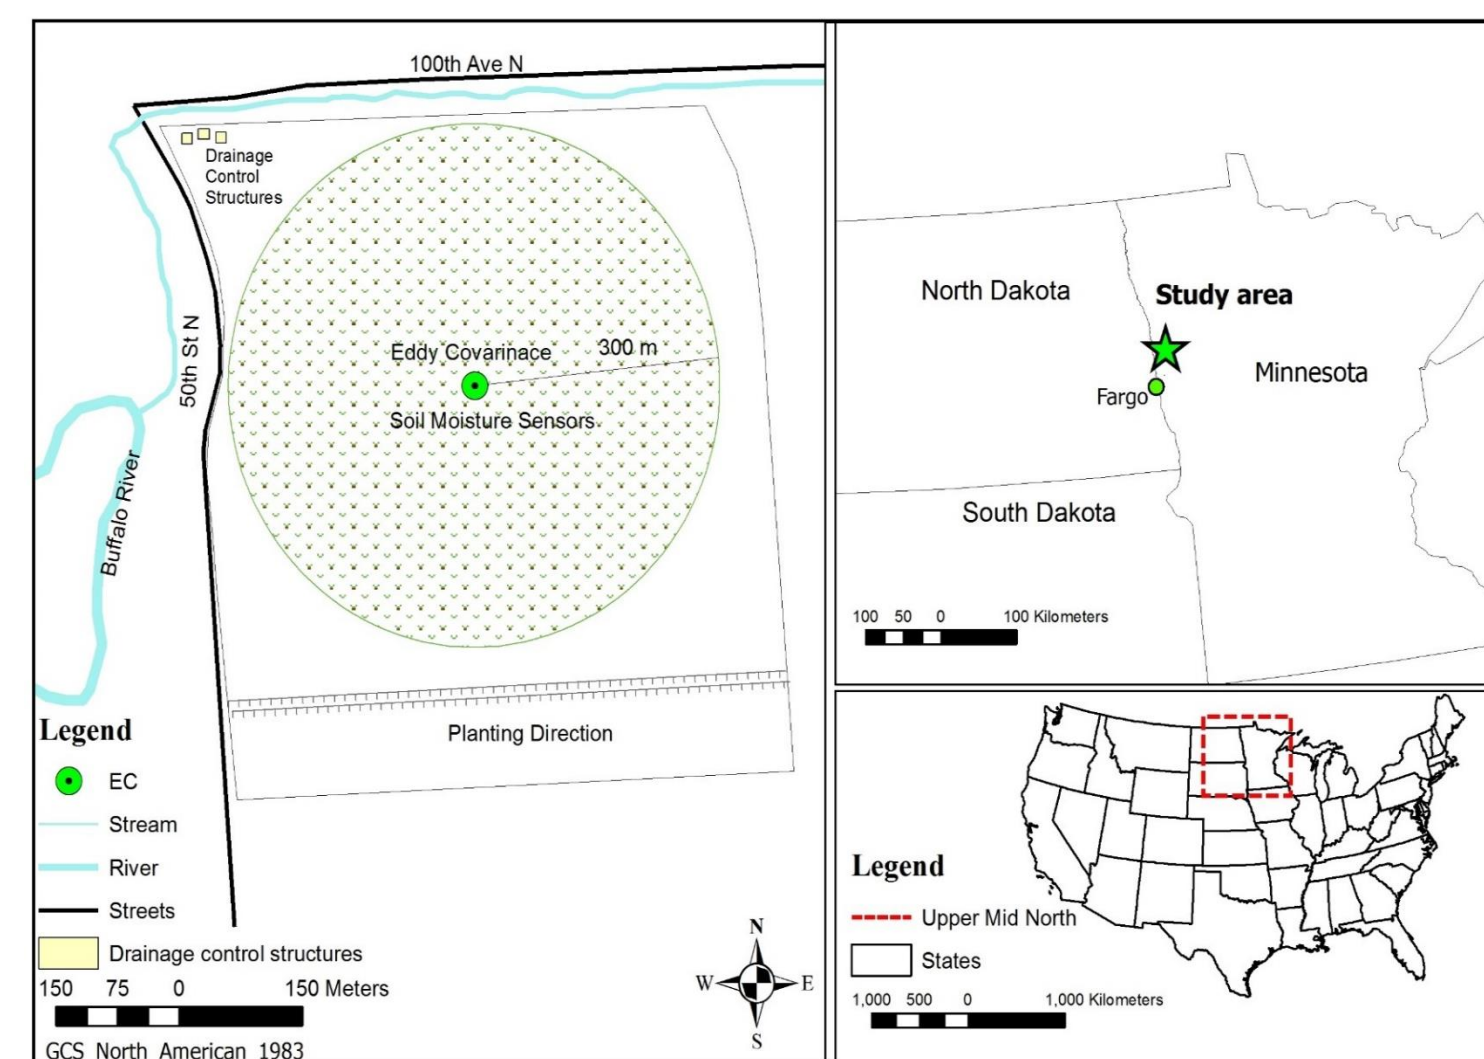 100th Ave N
Drainage
Control
Structures
50th St N
Eddy Covarinace
300 m
Soil Moisture Sensors
Buffalo River
Planting Direction
Legend
EC
Stream
River
Streets
Drainage control structures
150 75 0 150 Meters
GCS North American 1983
N
W E
S
North Dakota
Study area
Minnesota
Fargo
South Dakota
100 50 0 100 Kilometers
Legend
Upper Mid North
States
1,000 500 0 1,000 Kilometers